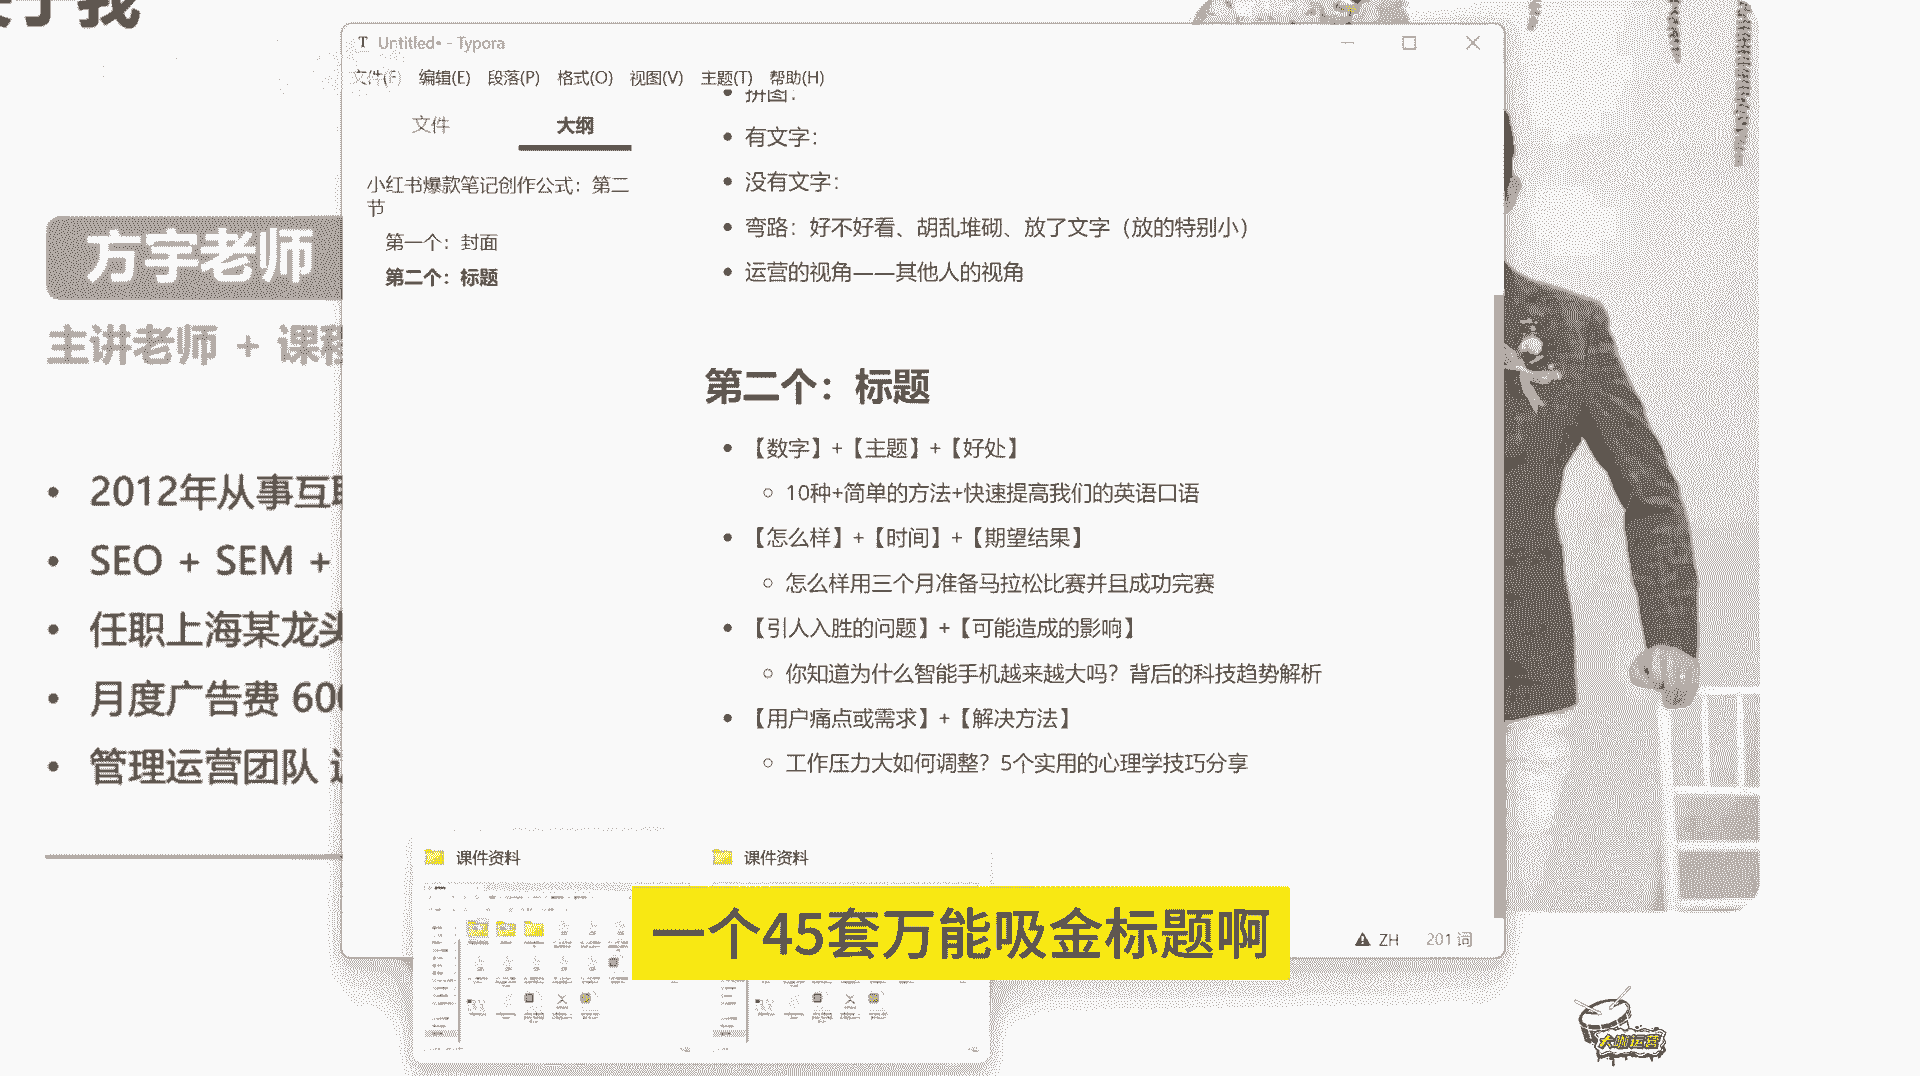 于我
T Untitled• - Typora
文件(F) 编辑(E) 段落(P) 格式(O) 视图(V) 主题(T) 帮助(H)
文件 大纲
小红书爆款笔记创作公式：第二
节
第一个：封面
第二个：标题
• 拼图：
• 有文字：
• 没有文字：
• 弯路：好不好看、胡乱堆砌、放了文字（放的特别小）
• 运营的视角——其他人的视角
第二个：标题
• 【数字】+【主题】+【好处】
○ 10种+简单的方法+快速提高我们的英语口语
• 【怎么样】+【时间】+【期望结果】
○ 怎么样用三个月准备马拉松比赛并且成功完赛
• 【引人入胜的问题】+【可能造成的影响】
○ 你知道为什么智能手机越来越大吗？背后的科技趋势解析
• 【用户痛点或需求】+【解决方法】
○ 工作压力大如何调整？5个实用的心理学技巧分享
ZH 201 词
方宇老师
主讲老师 + 课程
• 2012年从事互联
• SEO + SEM +
• 任职上海某龙头
• 月度广告费 600
• 管理运营团队
课件资料 课件资料
一个45套万能吸金标题啊
大咖运营